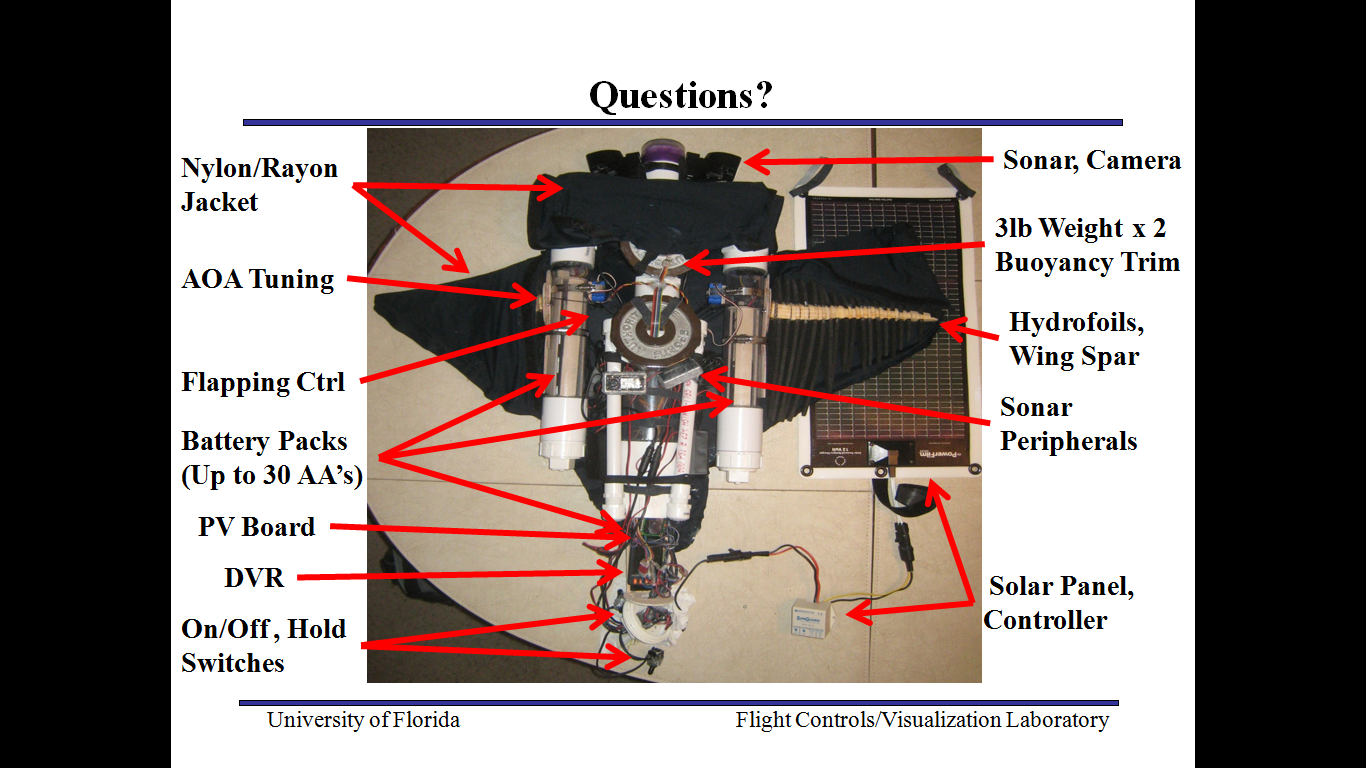 Questions?
Nylon/Rayon
Jacket
AOA Tuning
Flapping Ctrl
Battery Packs
(Up to 30 AA’s)
PV Board
DVR
On/Off , Hold
Switches
Sonar, Camera
3lb Weight x 2
Buoyancy Trim
Hydrofoils,
Wing Spar
Sonar
Peripherals
Solar Panel,
Controller
PowerFilm
University of Florida
Flight Controls/Visualization Laboratory